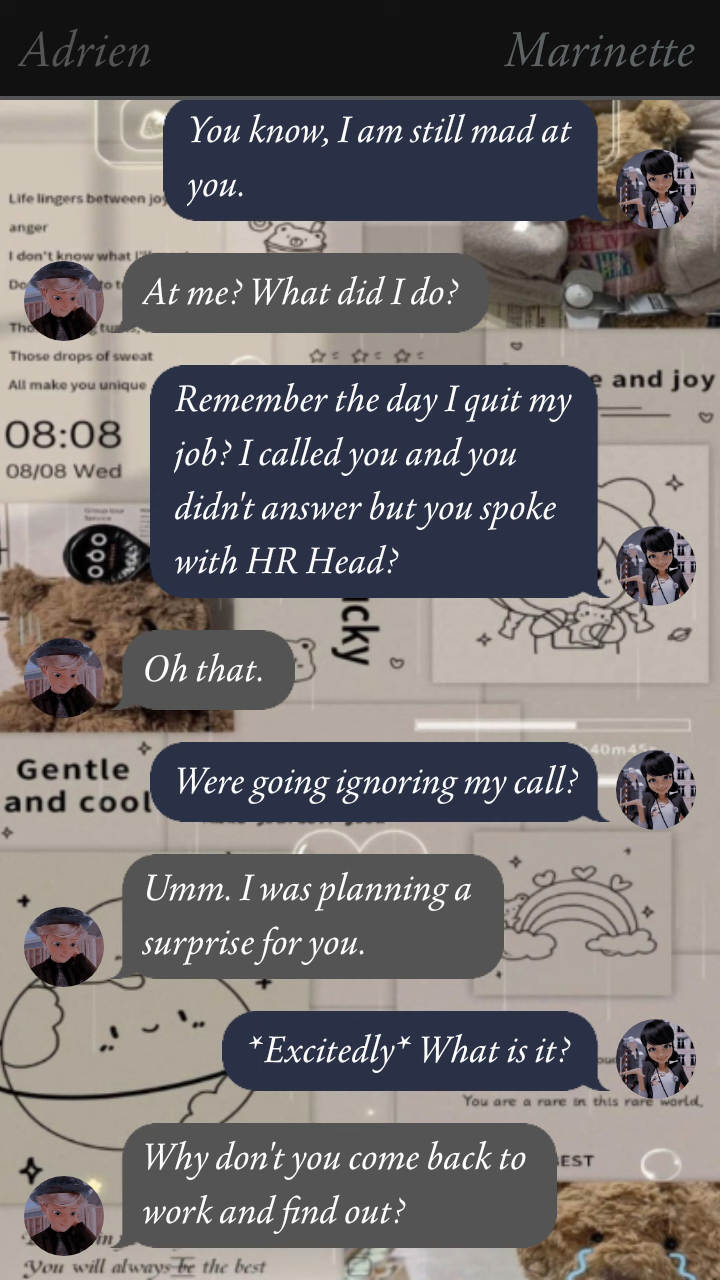 Adrien
Marinette
You know, I am still mad at
you.
Life lingers between joy
anger
I don't know what I'll
At me? What did I do?
Those drops of sweat
All make you unique
08:08
08/08 Wed
and joy
Remember the day I quit my
job? I called you and you
didn't answer but you spoke
with HR Head?
Oh that.
Were going ignoring my call?
Gentle
and cool
Umm. I was planning a
surprise for you.
*Excitedly* What is it?
You are a rare in this rare world.
Why don't you come back to
work and find out?
You will always be the best